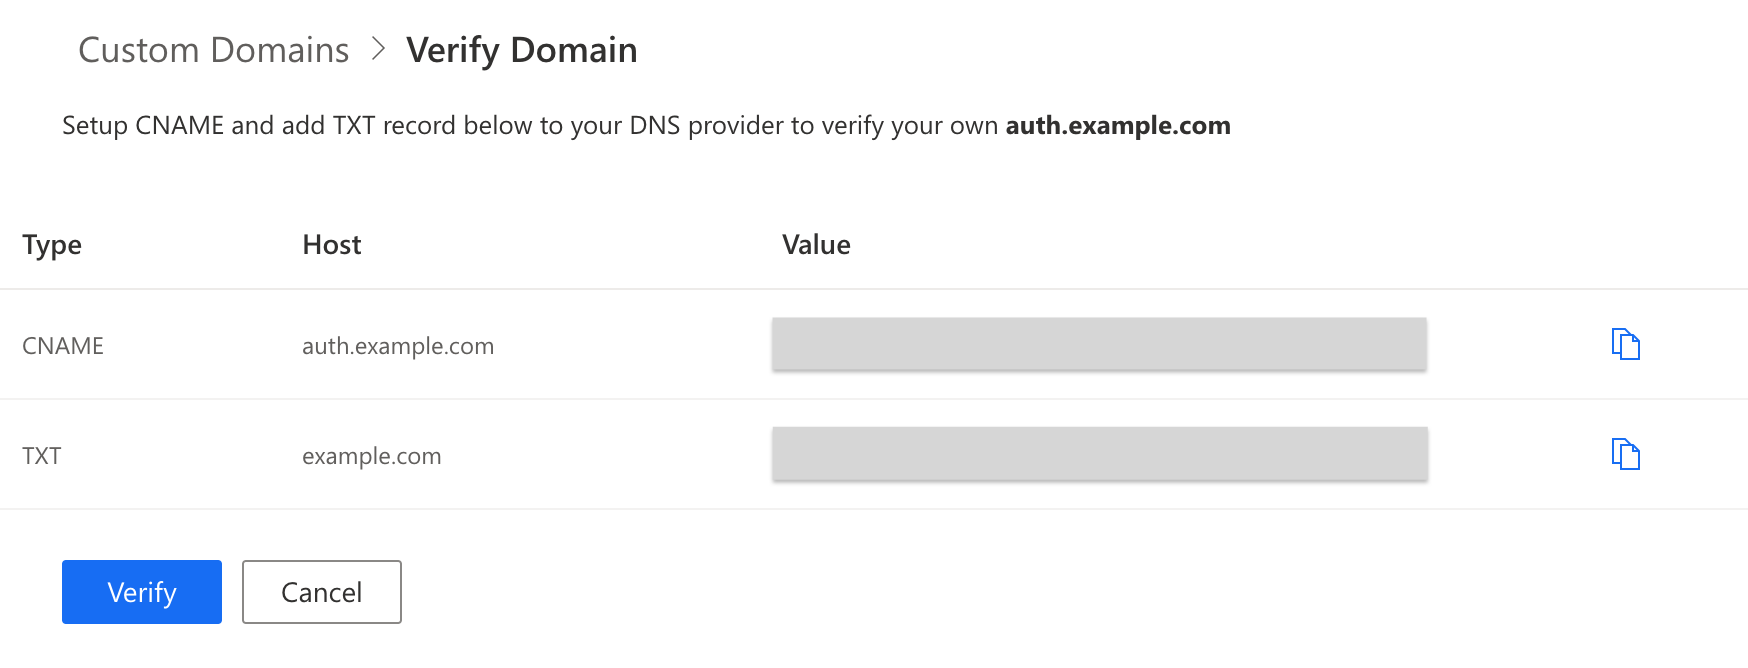 Custom Domains > Verify Domain
Setup CNAME and add TXT record below to your DNS provider to verify your own auth.example.com
Type Host Value
CNAME auth.example.com
TXT example.com
Verify Cancel